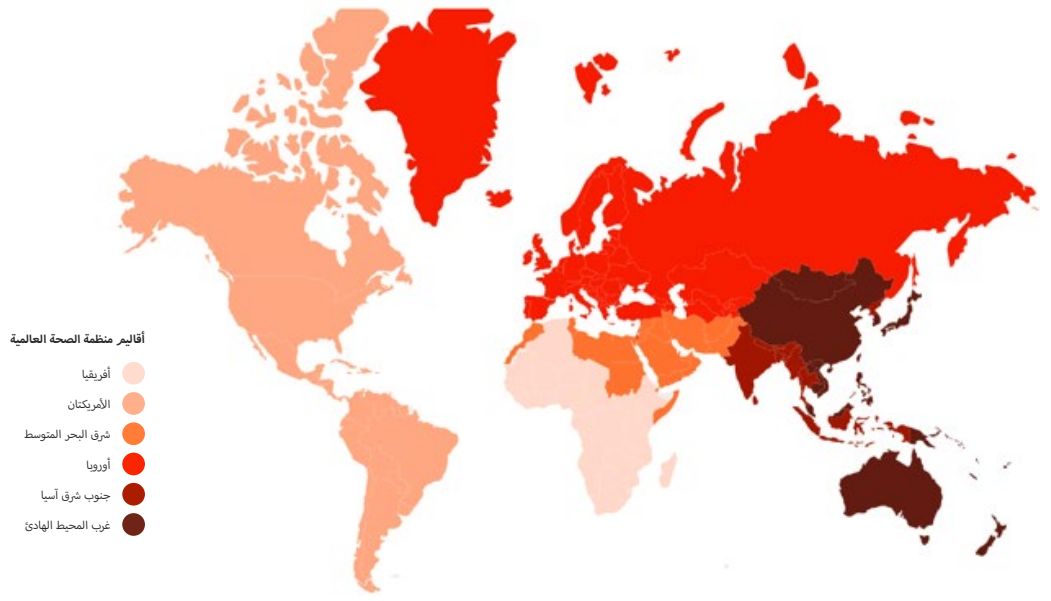 أقاليم منظمة الصحة العالمية
أفريقيا
الأمريكتان
شرق البحر المتوسط
أوروبا
جنوب شرق آسيا
غرب المحيط الهادئ